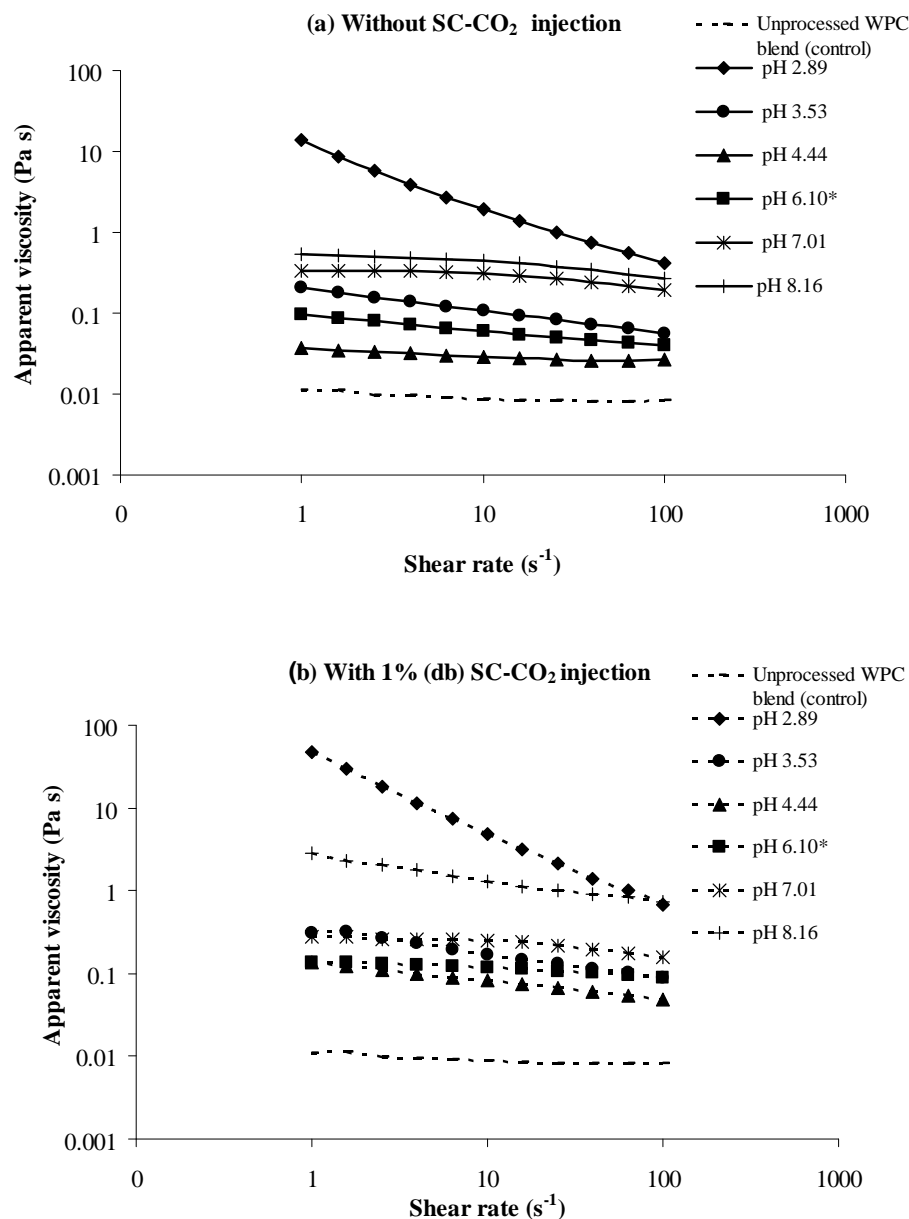 (a) Without SC-CO₂ injection
Unprocessed WPC
blend (control)
pH 2.89
pH 3.53
pH 4.44
pH 6.10*
pH 7.01
pH 8.16
Apparent viscosity (Pa s)
100
10
1
0.1
0.01
0.001
0 1 10 100 1000
Shear rate (s⁻¹)
(b) With 1% (db) SC-CO₂ injection
Unprocessed WPC
blend (control)
pH 2.89
pH 3.53
pH 4.44
pH 6.10*
pH 7.01
pH 8.16
Apparent viscosity (Pa s)
100
10
1
0.1
0.01
0.001
0 1 10 100 1000
Shear rate (s⁻¹)